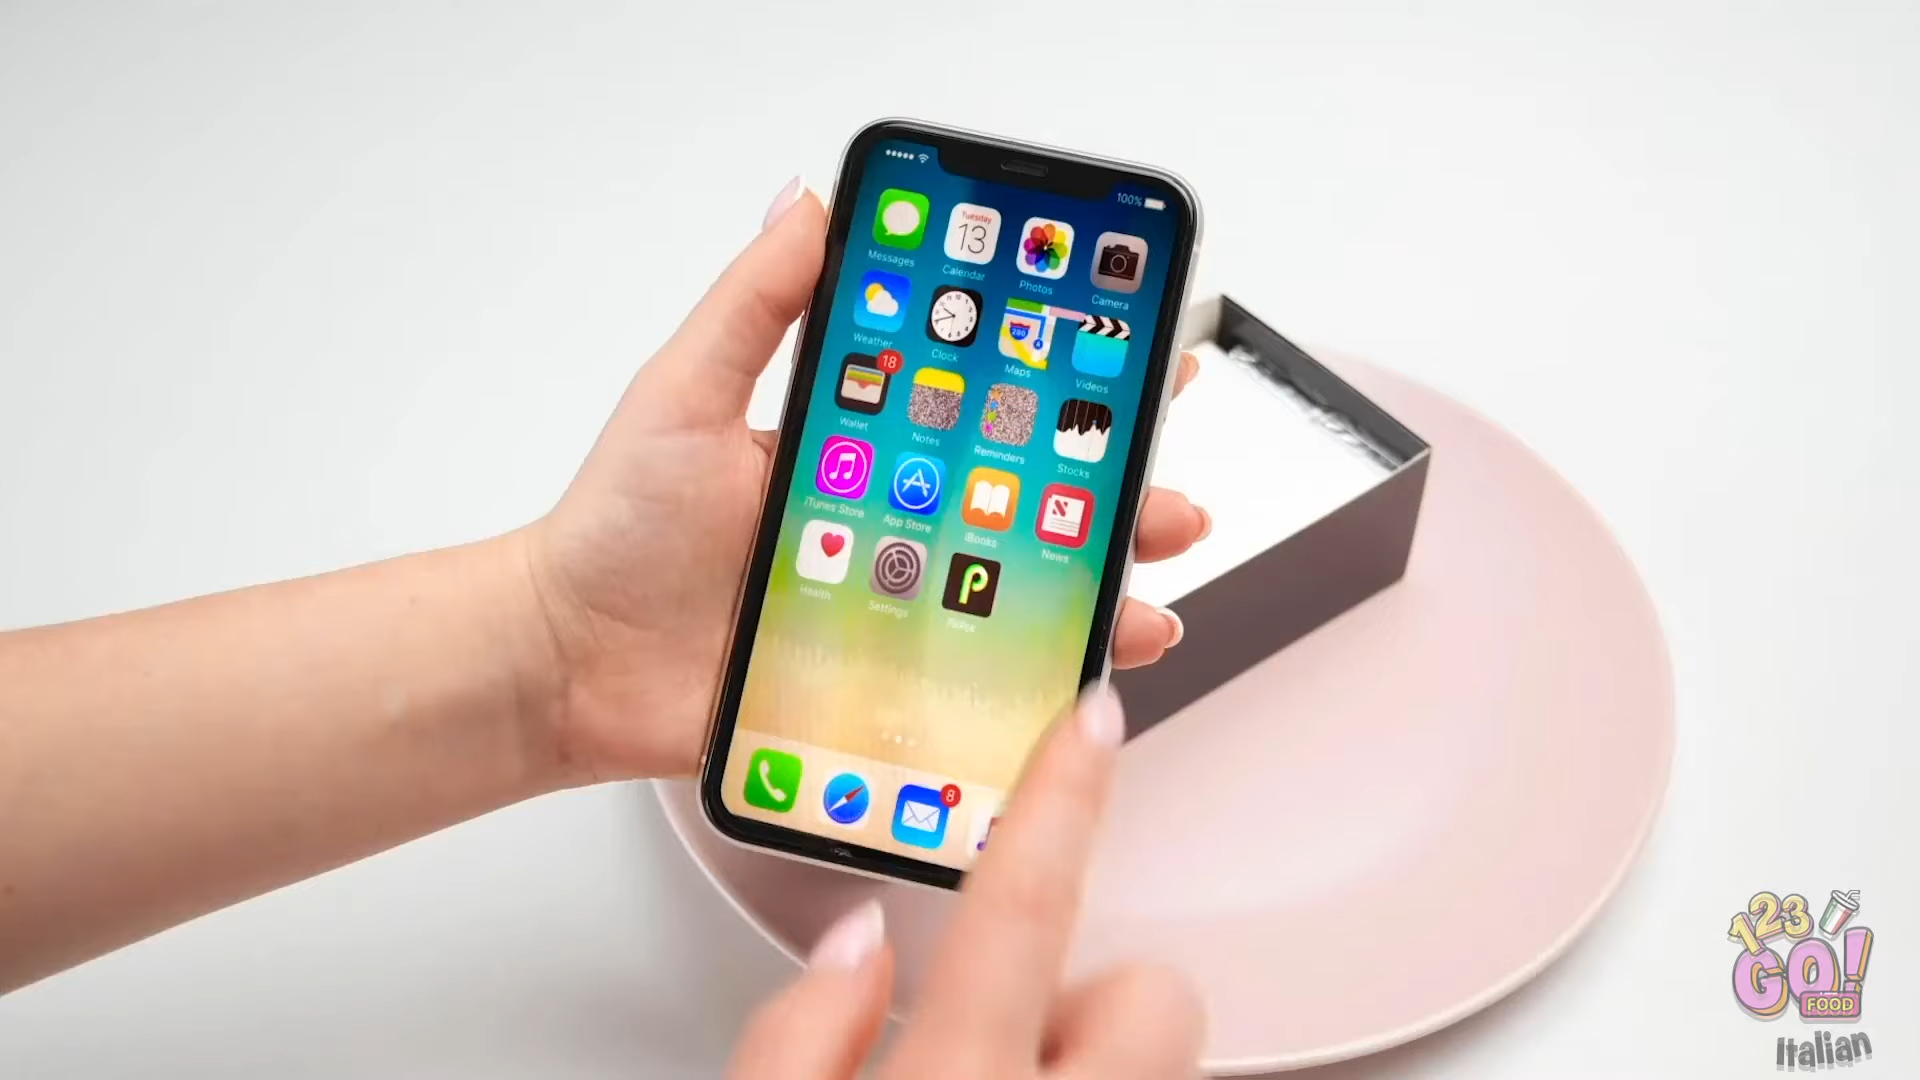 100%
Messages
Tuesday
13
Calendar
Photos
Camera
Weather
Clock
280
Maps
Videos
18
Wallet
Notes
Reminders
Stocks
iTunes Store
App Store
iBooks
News
Health
Settings
8
123
GO!
FOOD
Italian